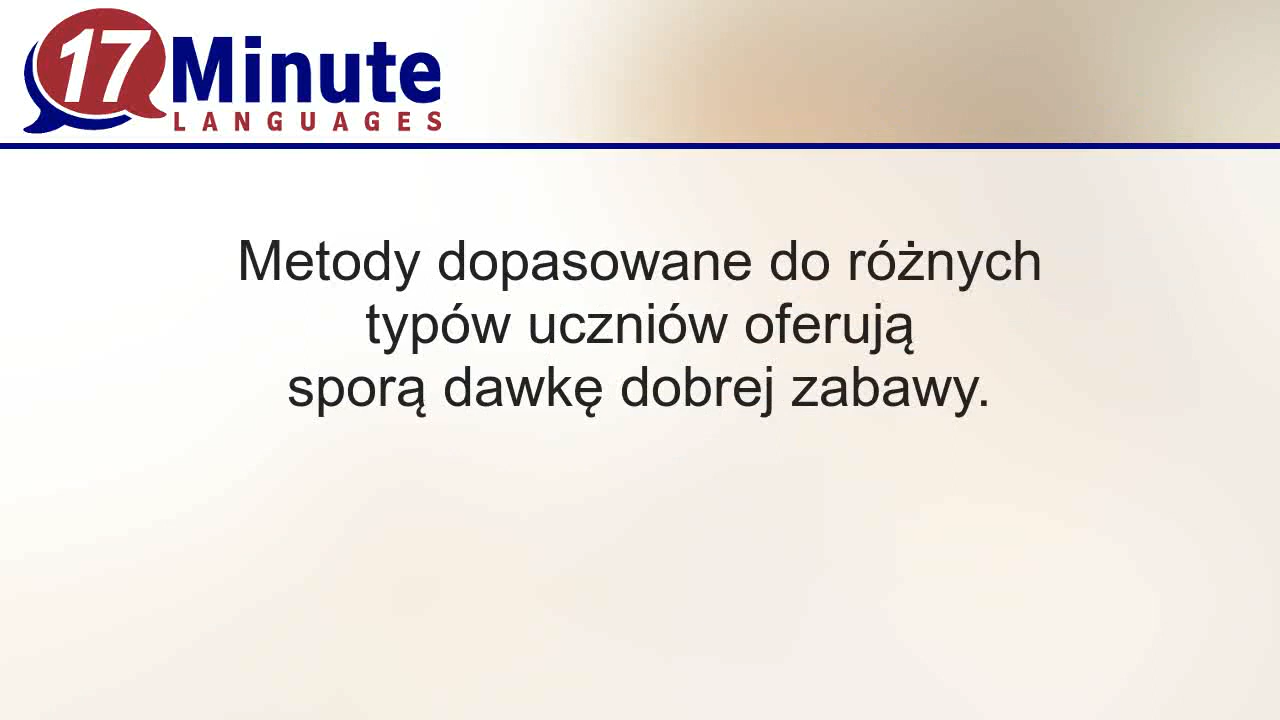 17 Minute
LANGUAGES
Metody dopasowane do różnych
typów uczniów oferują
sporą dawkę dobrej zabawy.